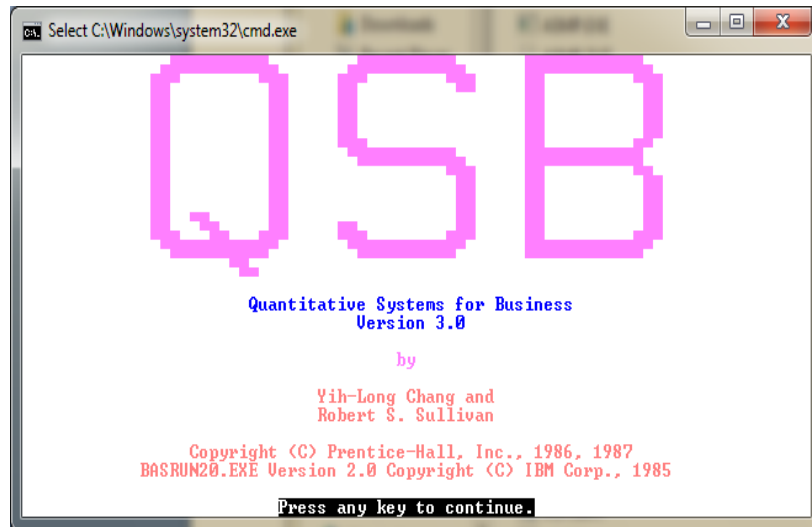 Select C:\Windows\system32\cmd.exe
QSB
Quantitative Systems for Business
Version 3.0
by
Yih-Long Chang and
Robert S. Sullivan
Copyright (C) Prentice-Hall, Inc., 1986, 1987
BASRUN20.EXE Version 2.0 Copyright (C) IBM Corp., 1985
Press any key to continue.